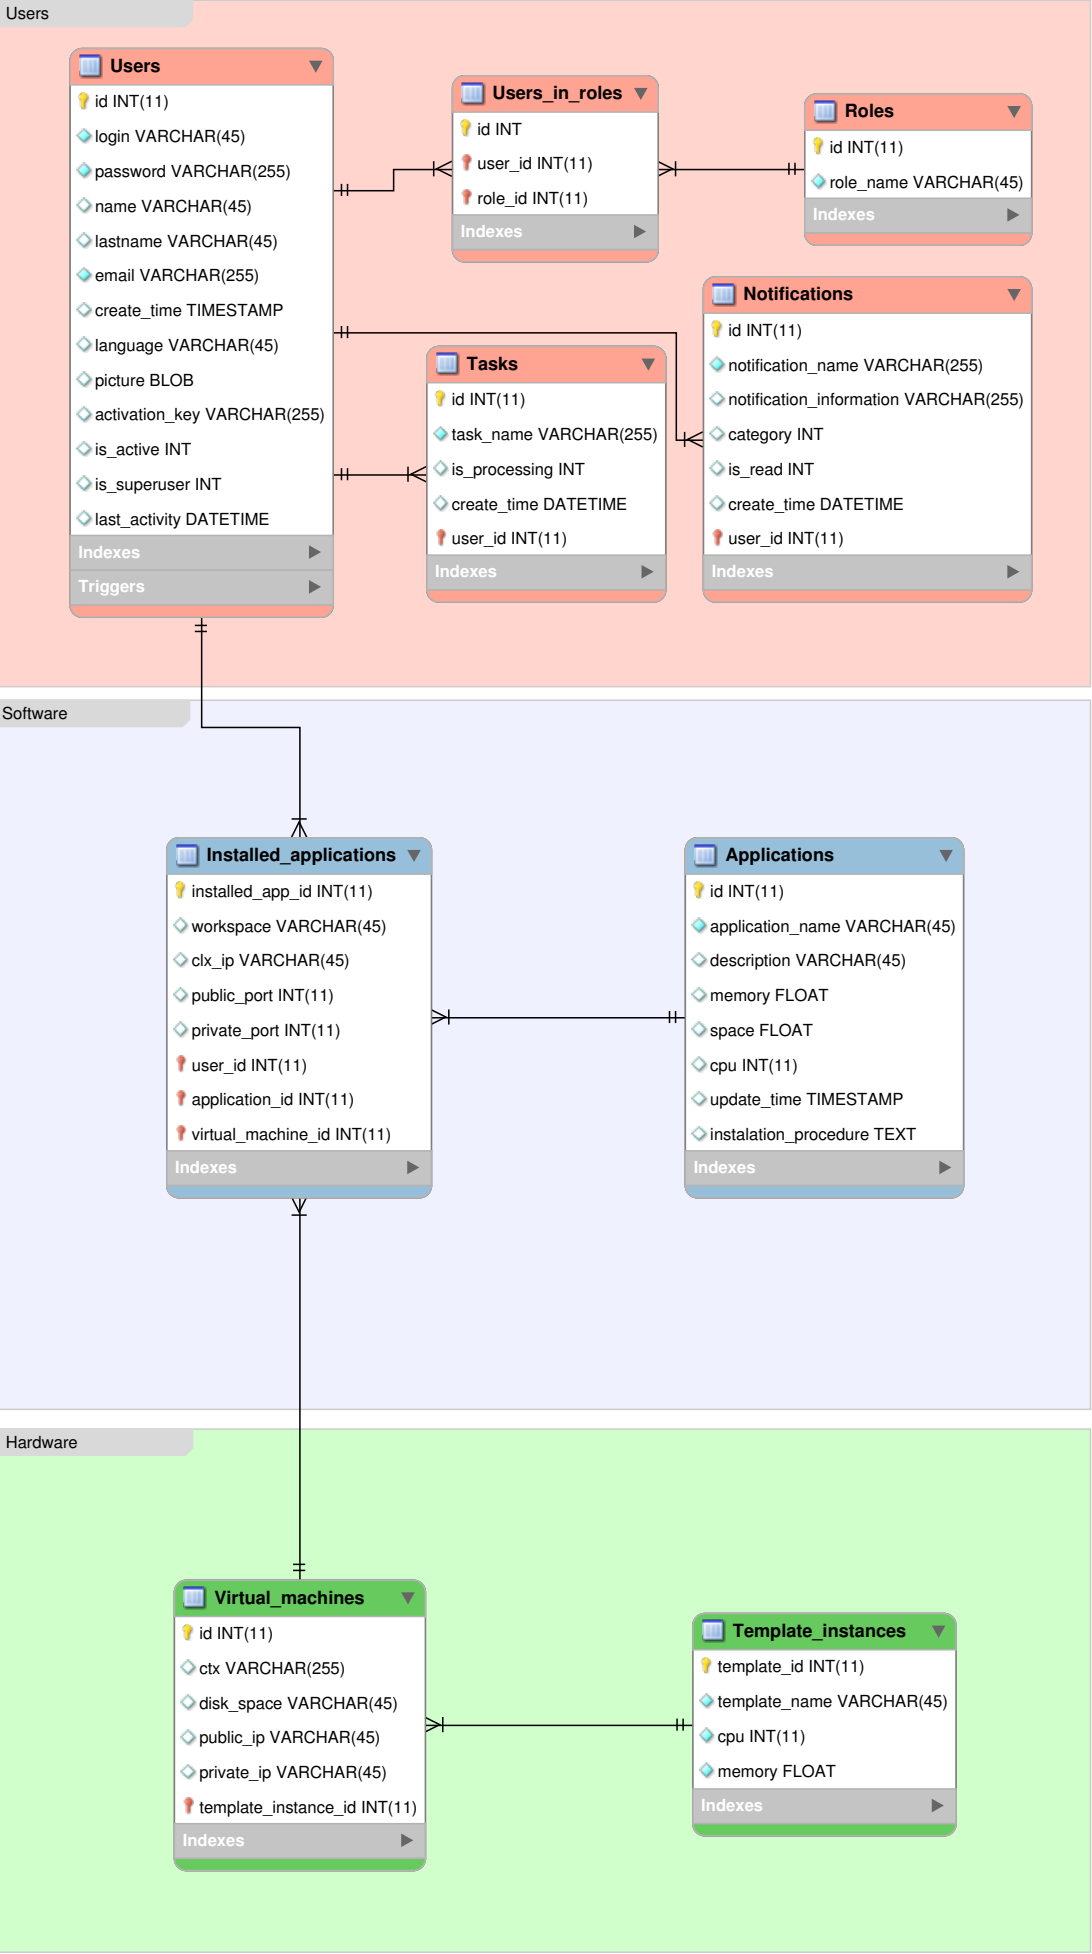 Users
Users
id INT(11)
login VARCHAR(45)
password VARCHAR(255)
name VARCHAR(45)
lastname VARCHAR(45)
email VARCHAR(255)
create_time TIMESTAMP
language VARCHAR(45)
picture BLOB
activation_key VARCHAR(255)
is_active INT
is_superuser INT
last_activity DATETIME
Indexes
Triggers
Users_in_roles
id INT
user_id INT(11)
role_id INT(11)
Indexes
Roles
id INT(11)
role_name VARCHAR(45)
Indexes
Tasks
id INT(11)
task_name VARCHAR(255)
is_processing INT
create_time DATETIME
user_id INT(11)
Indexes
Notifications
id INT(11)
notification_name VARCHAR(255)
notification_information VARCHAR(255)
category INT
is_read INT
create_time DATETIME
user_id INT(11)
Indexes
Software
Installed_applications
installed_app_id INT(11)
workspace VARCHAR(45)
clx_ip VARCHAR(45)
public_port INT(11)
private_port INT(11)
user_id INT(11)
application_id INT(11)
virtual_machine_id INT(11)
Indexes
Applications
id INT(11)
application_name VARCHAR(45)
description VARCHAR(45)
memory FLOAT
space FLOAT
cpu INT(11)
update_time TIMESTAMP
instalation_procedure TEXT
Indexes
Hardware
Virtual_machines
id INT(11)
ctx VARCHAR(255)
disk_space VARCHAR(45)
public_ip VARCHAR(45)
private_ip VARCHAR(45)
template_instance_id INT(11)
Indexes
Template_instances
template_id INT(11)
template_name VARCHAR(45)
cpu INT(11)
memory FLOAT
Indexes